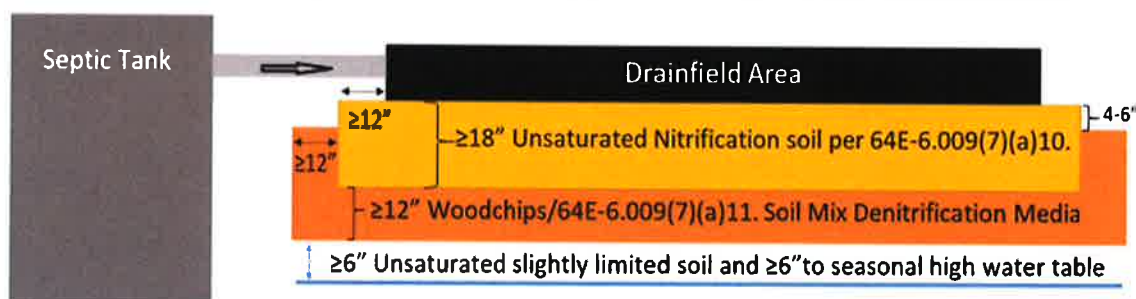 Septic Tank
Drainfield Area
≥12"
4-6"
≥18" Unsaturated Nitrification soil per 64E-6.009(7)(a)10.
≥12"
≥12" Woodchips/64E-6.009(7)(a)11. Soil Mix Denitrification Media
≥6" Unsaturated slightly limited soil and ≥6"to seasonal high water table